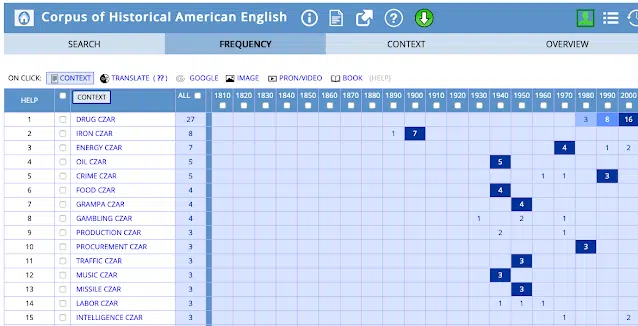 Corpus of Historical American English
SEARCH FREQUENCY CONTEXT OVERVIEW
ON CLICK: CONTEXT TRANSLATE (??) GOOGLE IMAGE PRON/VIDEO BOOK [HELP]
HELP CONTEXT ALL 1810 1820 1830 1840 1850 1860 1870 1880 1890 1900 1910 1920 1930 1940 1950 1960 1970 1980 1990 2000
1 DRUG CZAR 27 3 8 16
2 IRON CZAR 8 1 7
3 ENERGY CZAR 7 4 1 2
4 OIL CZAR 5 5
5 CRIME CZAR 5 1 1 3
6 FOOD CZAR 4 4
7 GRAMPA CZAR 4 4
8 GAMBLING CZAR 4 1 2 1
9 PRODUCTION CZAR 3 2 1
10 PROCUREMENT CZAR 3 3
11 TRAFFIC CZAR 3 3
12 MUSIC CZAR 3 3
13 MISSILE CZAR 3 3
14 LABOR CZAR 3 1 1 1
15 INTELLIGENCE CZAR 3 1 2